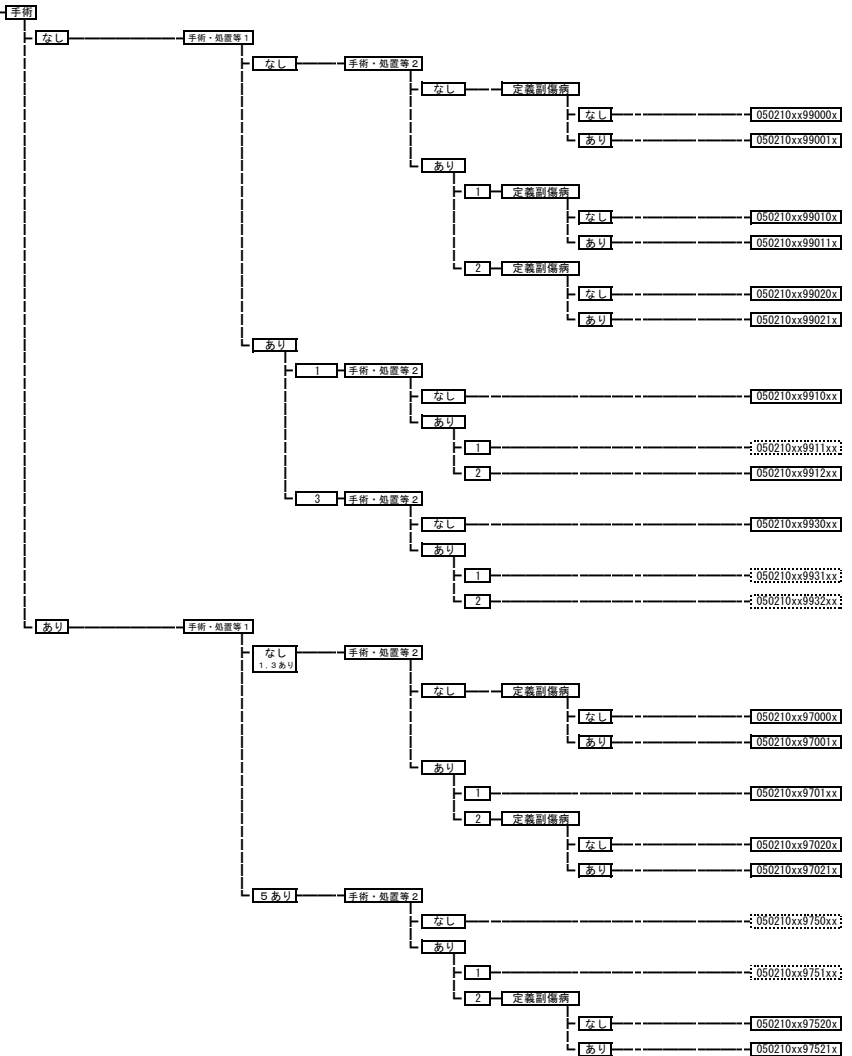 手術
なし 手術・処置等1
なし 手術・処置等2
なし 定義副傷病
なし 050210xx99000x
あり 050210xx99001x
あり
1 定義副傷病
なし 050210xx99010x
あり 050210xx99011x
2 定義副傷病
なし 050210xx99020x
あり 050210xx99021x
あり
1 手術・処置等2
なし 050210xx9910xx
あり
1 050210xx9911xx
2 050210xx9912xx
3 手術・処置等2
なし 050210xx9930xx
あり
1 050210xx9931xx
2 050210xx9932xx
あり 手術・処置等1
なし 手術・処置等2
1,3あり
なし 定義副傷病
なし 050210xx97000x
あり 050210xx97001x
あり
1 050210xx9701xx
2 定義副傷病
なし 050210xx97020x
あり 050210xx97021x
5あり 手術・処置等2
なし 050210xx9750xx
あり
1 050210xx9751xx
2 定義副傷病
なし 050210xx97520x
あり 050210xx97521x